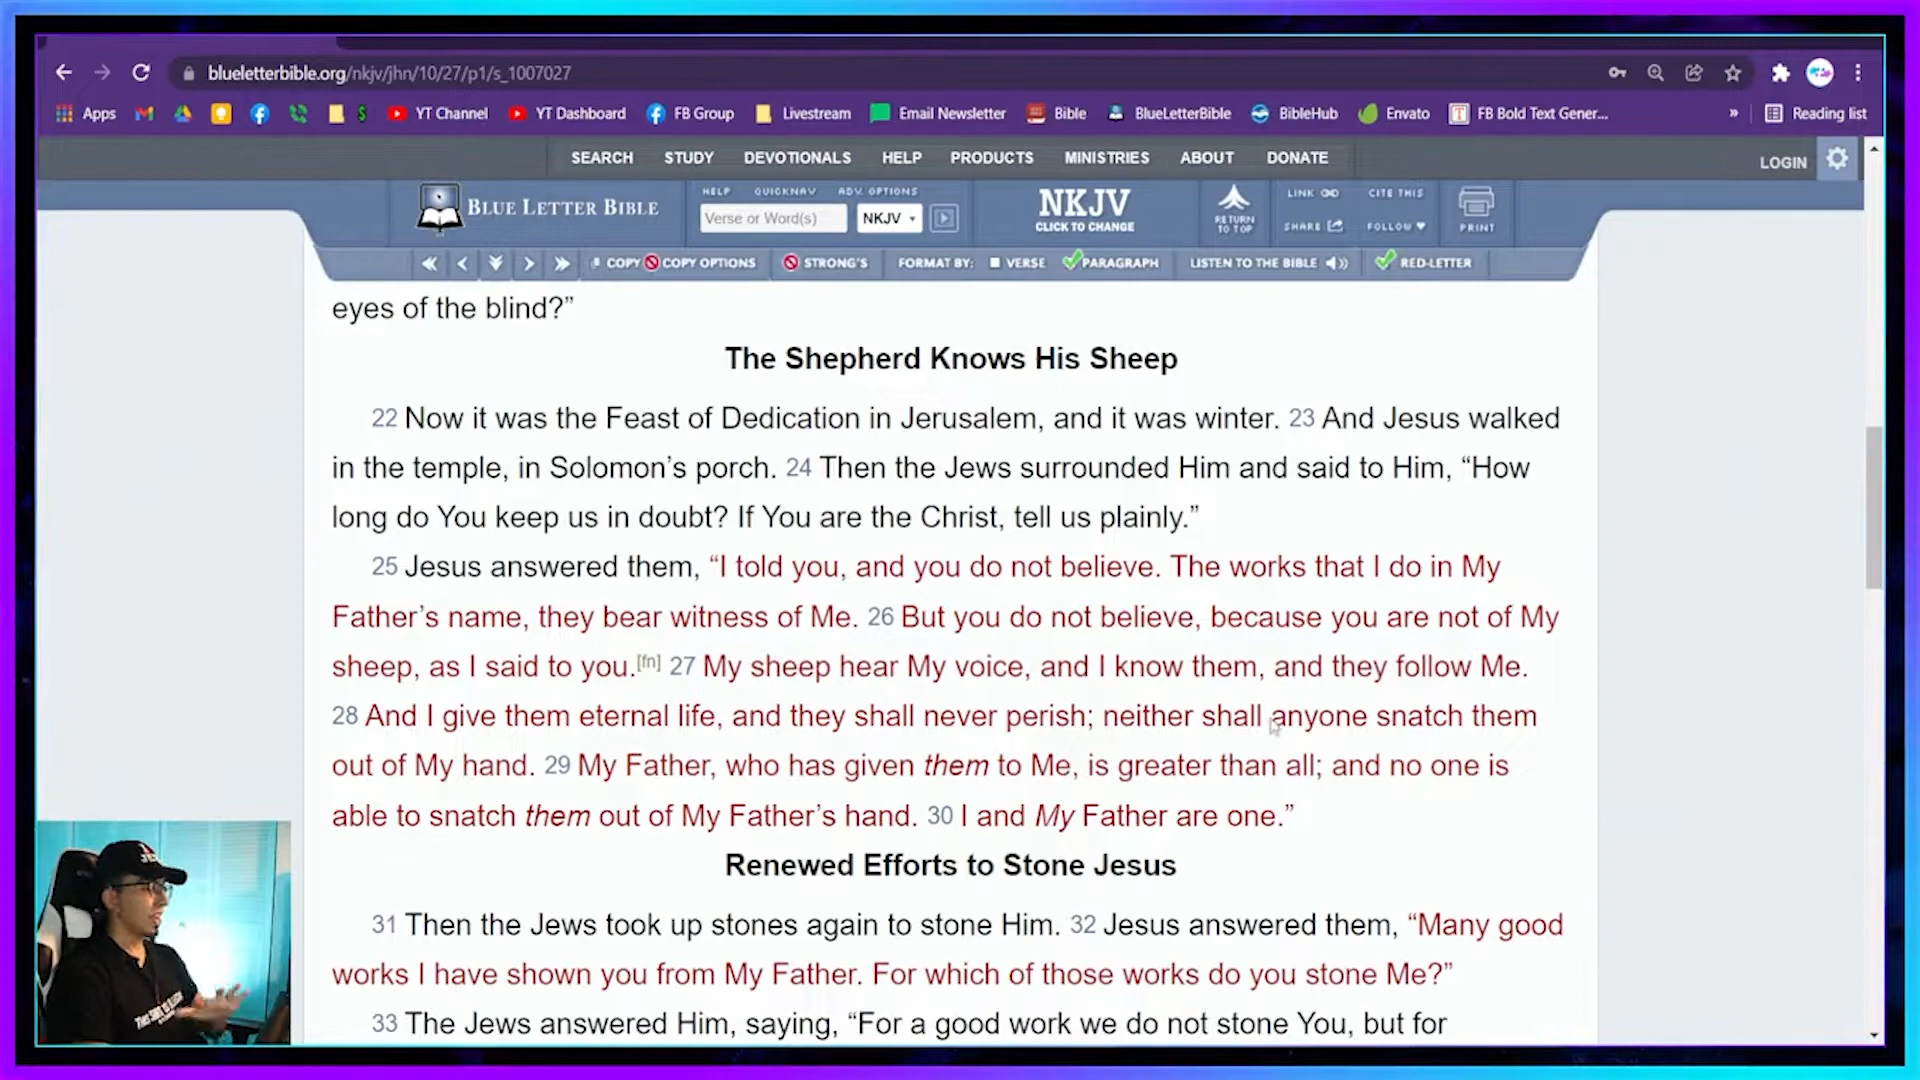 blueletterbible.org/nkjv/jhn/10/27/p1/s_1007027
Apps YT Channel YT Dashboard FB Group Livestream Email Newsletter Bible BlueLetterBible BibleHub Envato FB Bold Text Gener... » Reading list
SEARCH STUDY DEVOTIONALS HELP PRODUCTS MINISTRIES ABOUT DONATE LOGIN
HELP QUICKNAV ADV. OPTIONS
BLUE LETTER BIBLE
Verse or Word(s) NKJV
NKJV
CLICK TO CHANGE
RETURN
TO TOP
LINK CITE THIS
SHARE FOLLOW
PRINT
COPY COPY OPTIONS STRONG'S FORMAT BY: VERSE PARAGRAPH LISTEN TO THE BIBLE RED-LETTER
eyes of the blind?”
The Shepherd Knows His Sheep
22 Now it was the Feast of Dedication in Jerusalem, and it was winter. 23 And Jesus walked
in the temple, in Solomon’s porch. 24 Then the Jews surrounded Him and said to Him, “How
long do You keep us in doubt? If You are the Christ, tell us plainly.”
25 Jesus answered them, “I told you, and you do not believe. The works that I do in My
Father’s name, they bear witness of Me. 26 But you do not believe, because you are not of My
sheep, as I said to you.[fn] 27 My sheep hear My voice, and I know them, and they follow Me.
28 And I give them eternal life, and they shall never perish; neither shall anyone snatch them
out of My hand. 29 My Father, who has given them to Me, is greater than all; and no one is
able to snatch them out of My Father’s hand. 30 I and My Father are one.”
Renewed Efforts to Stone Jesus
31 Then the Jews took up stones again to stone Him. 32 Jesus answered them, “Many good
works I have shown you from My Father. For which of those works do you stone Me?”
33 The Jews answered Him, saying, “For a good work we do not stone You, but for